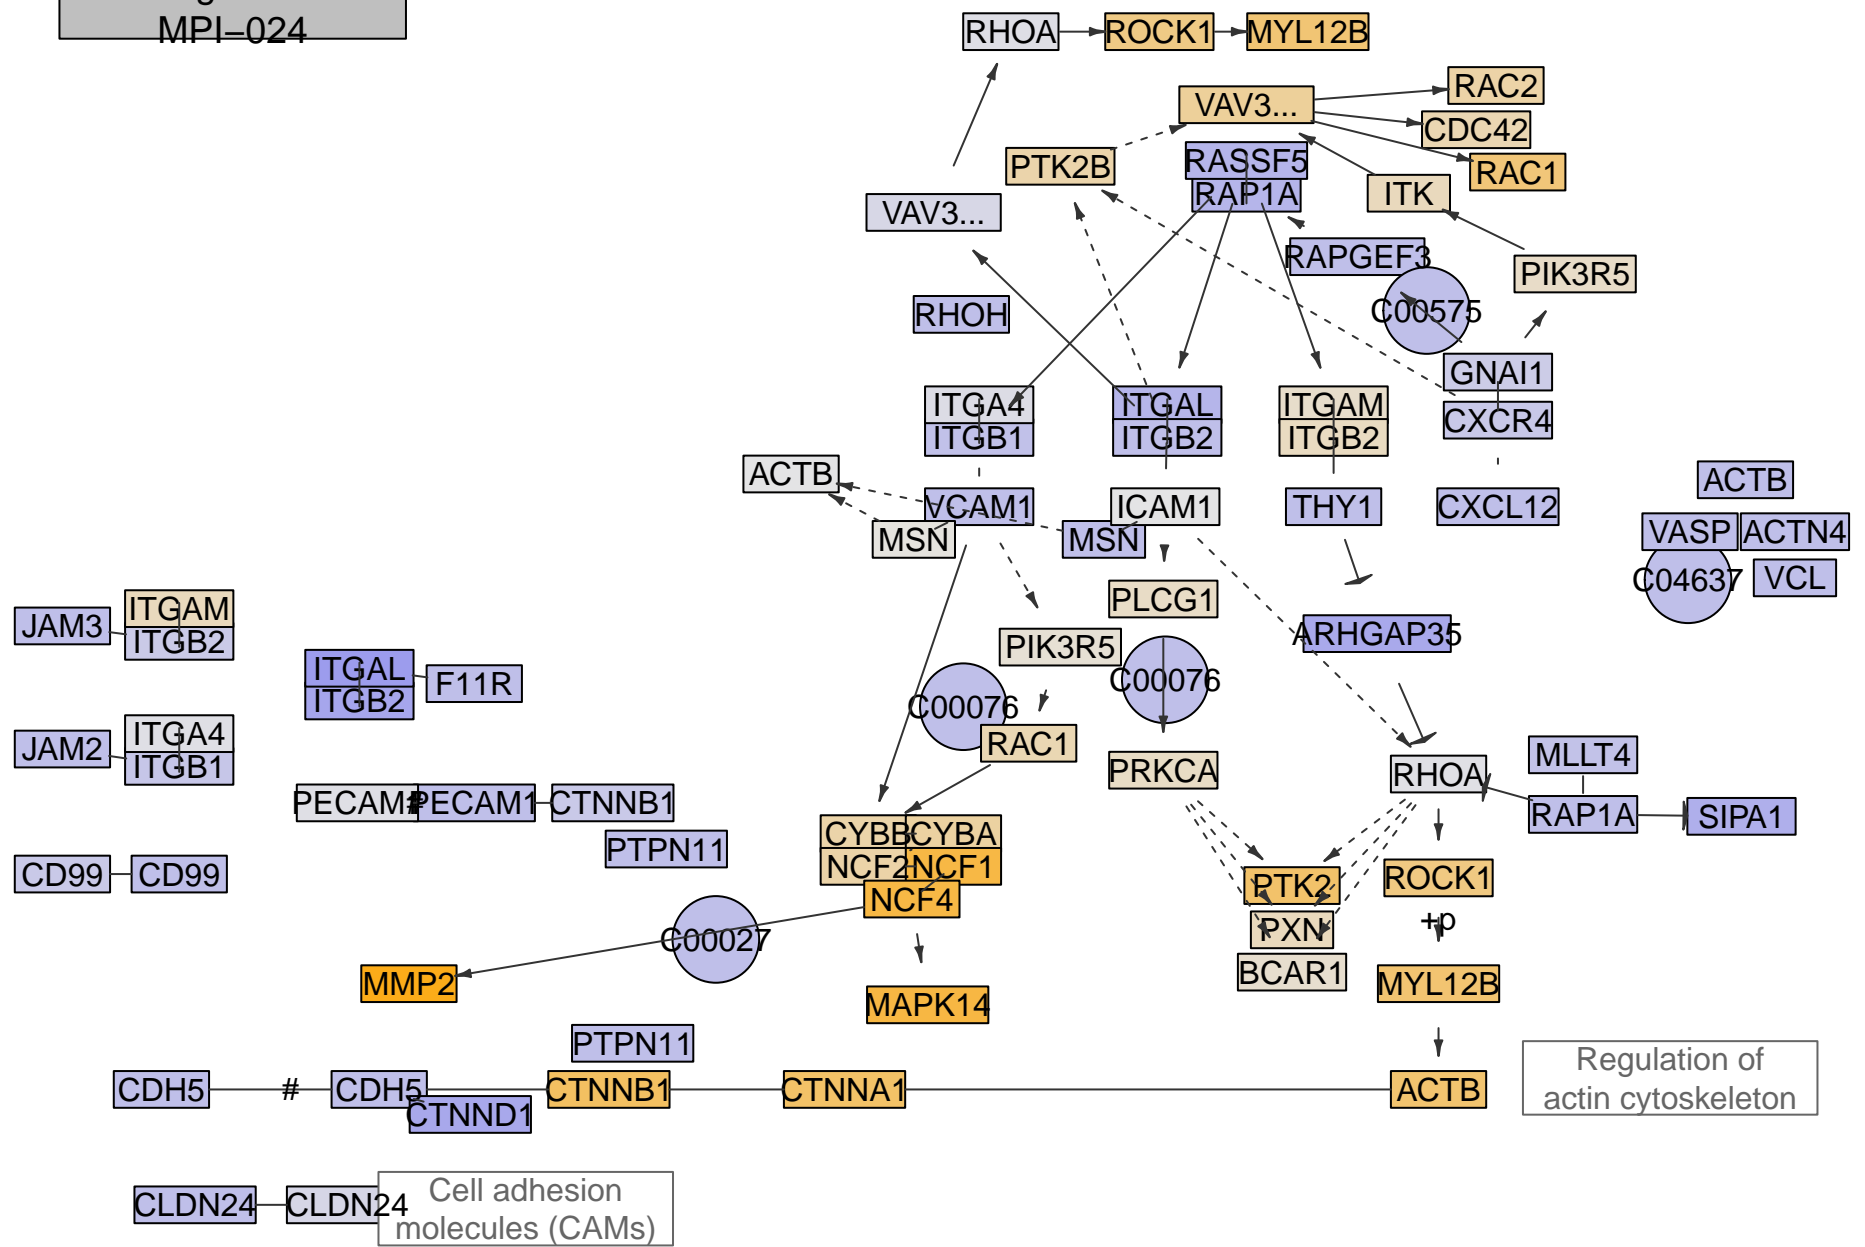 MPI−024
RHOA
ROCK1
MYL12B
RAC2
VAV3...
CDC42
PTK2B
RASSF5
RAC1
RAP1A
ITK
VAV3...
RAPGEF3
PIK3R5
RHOH
C00575
GNAI1
ITGA4
ITGAL
ITGAM
CXCR4
ITGB1
ITGB2
ITGB2
ACTB
ACTB
VCAM1
ICAM1
THY1
CXCL12
MSN
MSN
VASP
ACTN4
C04637
VCL
PLCG1
JAM3
ITGAM
ITGB2
ARHGAP35
PIK3R5
ITGAL
F11R
C00076
ITGB2
C00076
JAM2
ITGA4
RAC1
MLLT4
ITGB1
PRKCA
RHOA
PECAM1
#
PECAM1
CTNNB1
RAP1A
SIPA1
CYBB
CYBA
PTPN11
NCF2
NCF1
CD99
CD99
PTK2
ROCK1
NCF4
+p
C00027
PXN
BCAR1
MMP2
MYL12B
MAPK14
PTPN11
Regulation of
actin cytoskeleton
CDH5
#
CDH5
CTNNB1
CTNNA1
ACTB
CTNND1
Cell adhesion
molecules (CAMs)
CLDN24
CLDN24